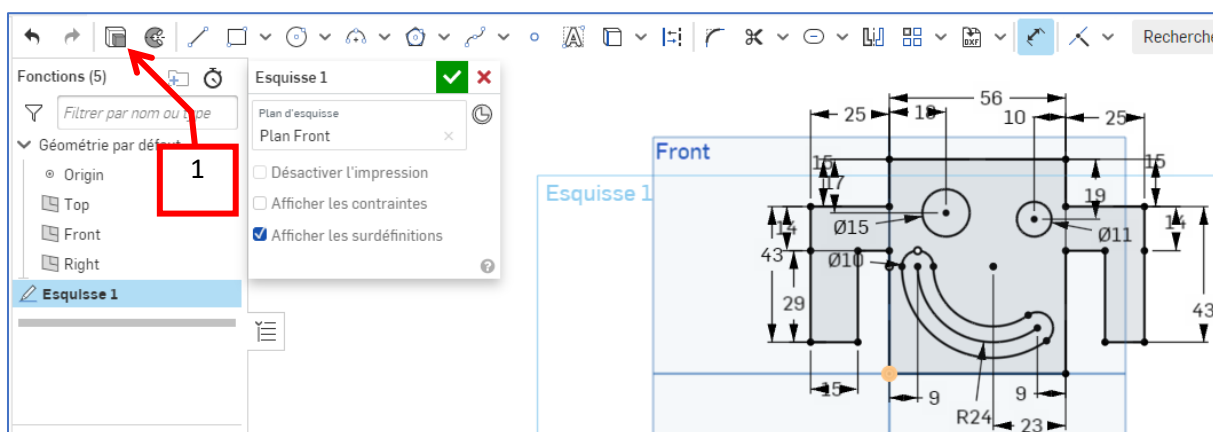 DXF
Recherche
Fonctions (5)
Filtrer par nom ou type
Géométrie par défaut
Origin
Top
Front
Right
Esquisse 1
1
Esquisse 1
Plan d'esquisse
Plan Front
Désactiver l'impression
Afficher les contraintes
Afficher les surdéfinitions
Front
Esquisse 1
56
25
18
10
25
15
15
17
19
14
14
Ø15
Ø11
43
Ø10
29
43
15
9
9
R24
23